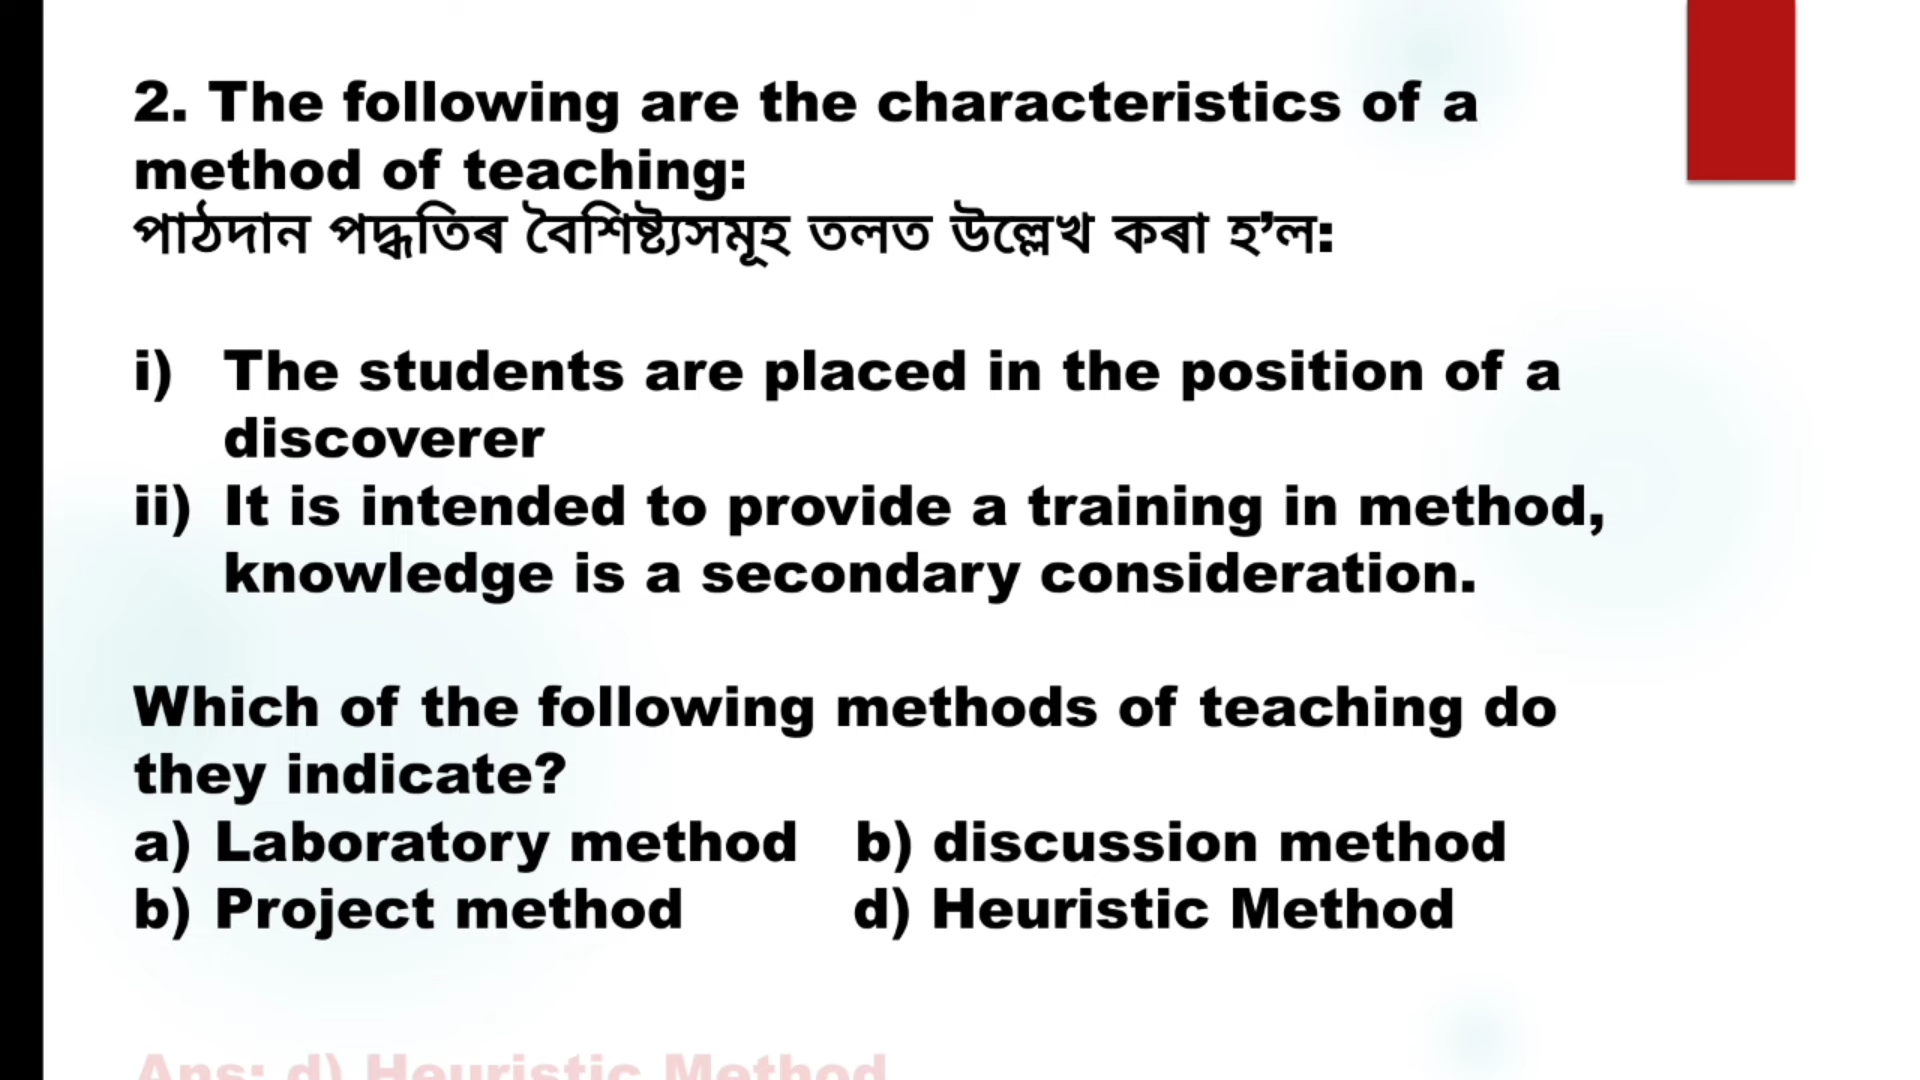 2. The following are the characteristics of a
method of teaching:
পাঠদান পদ্ধতিৰ বৈশিষ্ট্যসমূহ তলত উল্লেখ কৰা হ’ল:
i) The students are placed in the position of a
discoverer
ii) It is intended to provide a training in method,
knowledge is a secondary consideration.
Which of the following methods of teaching do
they indicate?
a) Laboratory method b) discussion method
b) Project method d) Heuristic Method
Ans: d) Heuristic Method